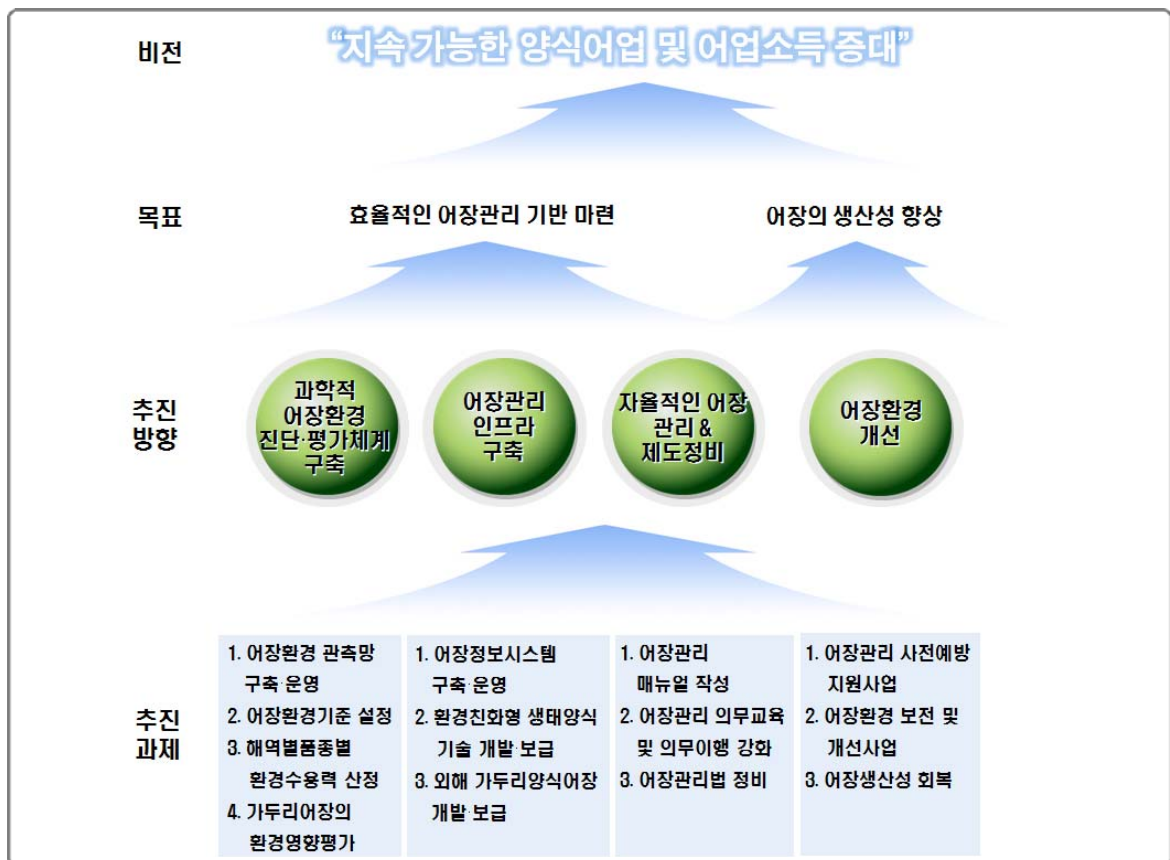 비전
“지속 가능한 양식어업 및 어업소득 증대”
목표
효율적인 어장관리 기반 마련
어장의 생산성 향상
추진
방향
과학적
어장환경
진단·평가체계
구축
어장관리
인프라
구축
자율적인 어장
관리 &
제도정비
어장환경
개선
추진
과제
1. 어장환경 관측망
구축·운영
2. 어장환경기준 설정
3. 해역별품종별
환경수용력 산정
4. 가두리어장의
환경영향평가
1. 어장정보시스템
구축·운영
2. 환경친화형 생태양식
기술 개발·보급
3. 외해 가두리양식어장
개발·보급
1. 어장관리
매뉴얼 작성
2. 어장관리 의무교육
및 의무이행 강화
3. 어장관리법 정비
1. 어장관리 사전예방
지원사업
2. 어장환경 보전 및
개선사업
3. 어장생산성 회복